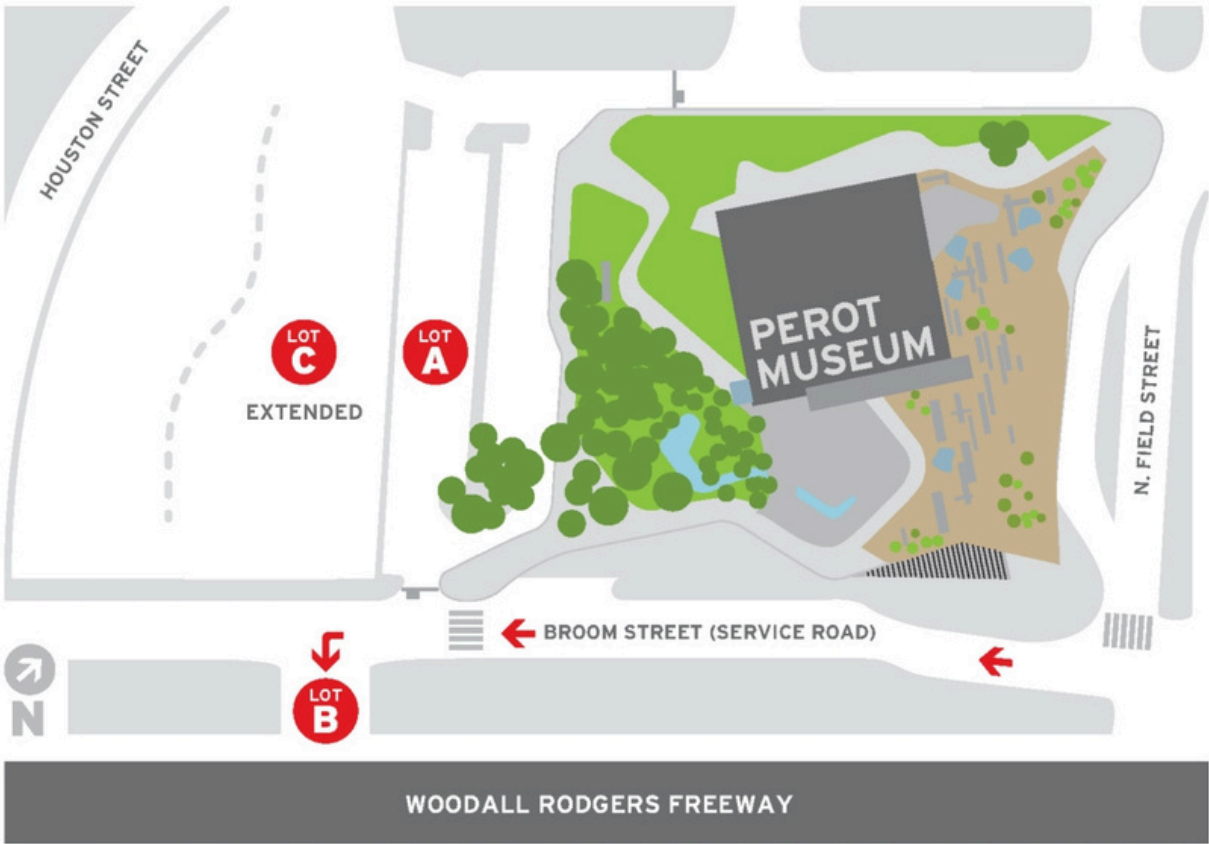 HOUSTON STREET
LOT
C
EXTENDED
LOT
A
PEROT
MUSEUM
N. FIELD STREET
BROOM STREET (SERVICE ROAD)
N
LOT
B
WOODALL RODGERS FREEWAY